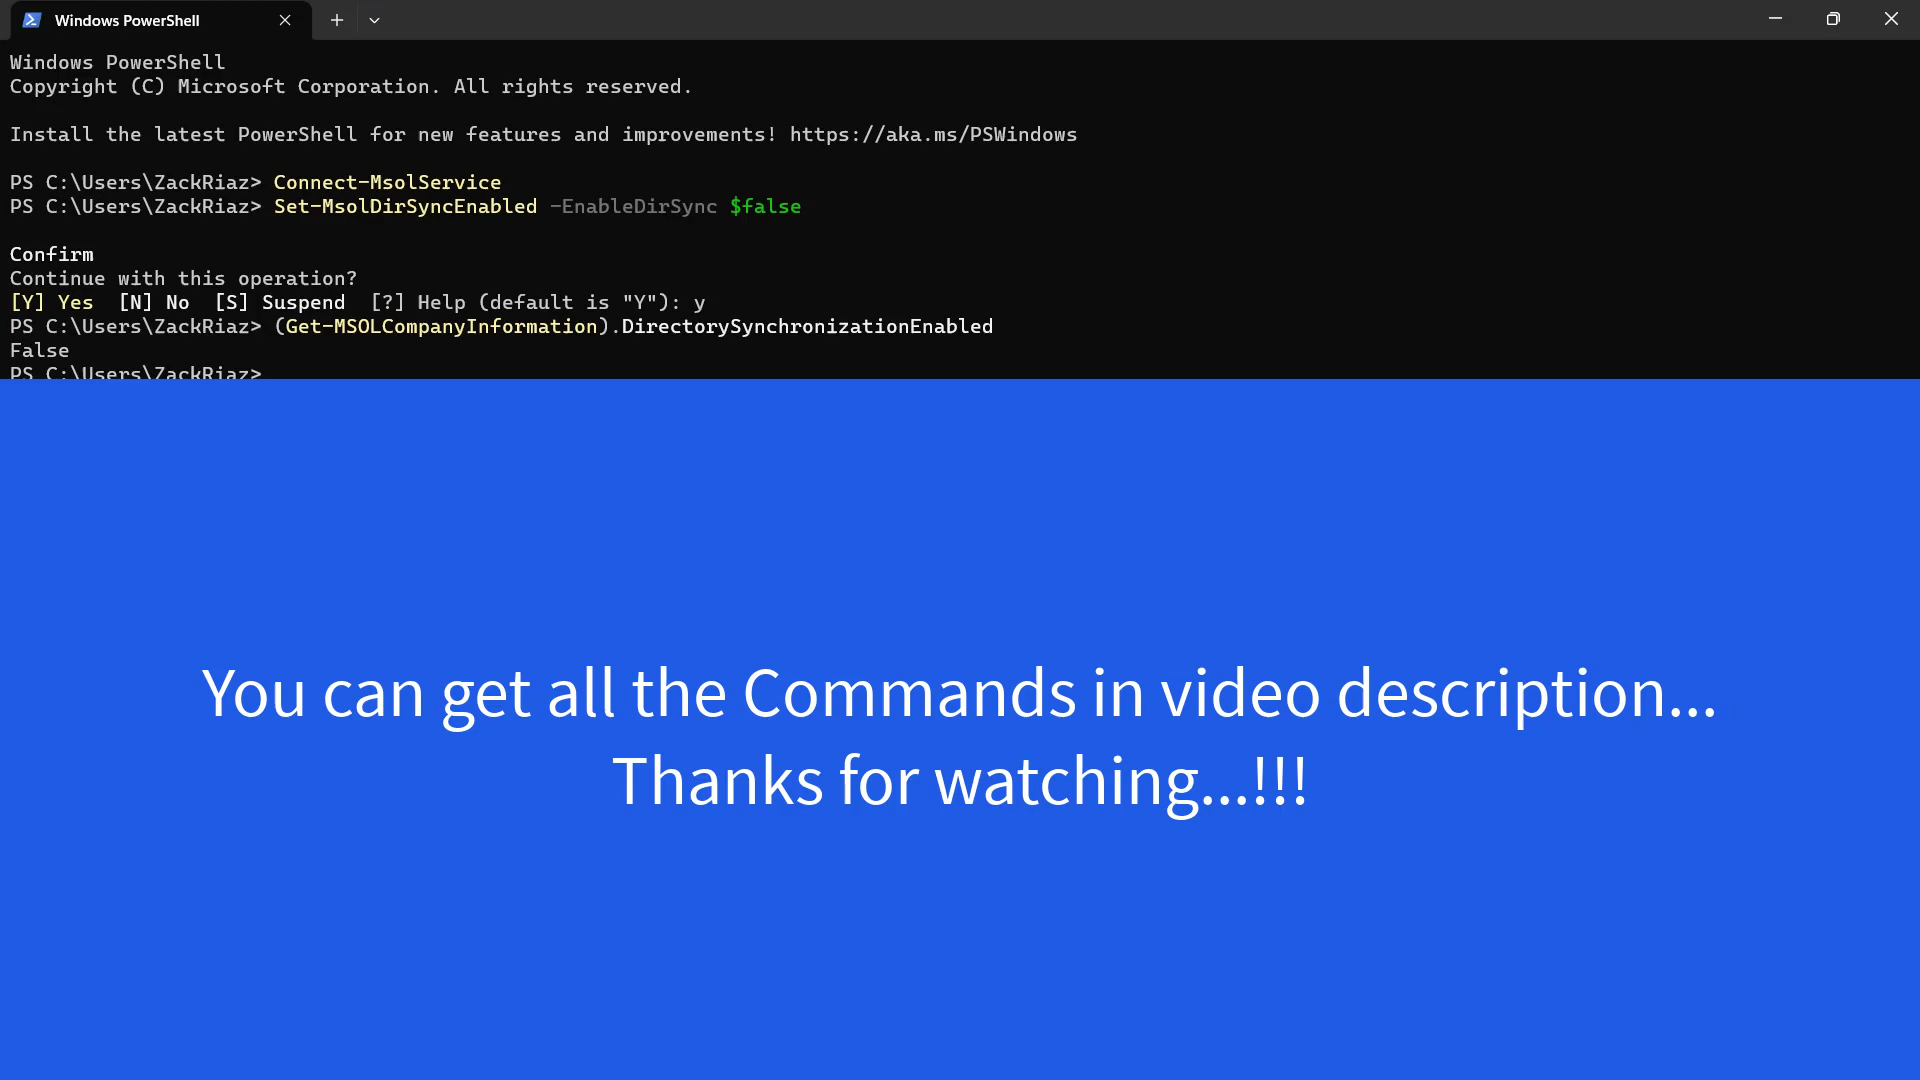 Windows PowerShell
Windows PowerShell
Copyright (C) Microsoft Corporation. All rights reserved.
Install the latest PowerShell for new features and improvements! https://aka.ms/PSWindows
PS C:\Users\ZackRiaz> Connect-MsolService
PS C:\Users\ZackRiaz> Set-MsolDirSyncEnabled -EnableDirSync $false
Confirm
Continue with this operation?
[Y] Yes  [N] No  [S] Suspend  [?] Help (default is "Y"): y
PS C:\Users\ZackRiaz> (Get-MSOLCompanyInformation).DirectorySynchronizationEnabled
False
PS C:\Users\ZackRiaz>
You can get all the Commands in video description...
Thanks for watching...!!!